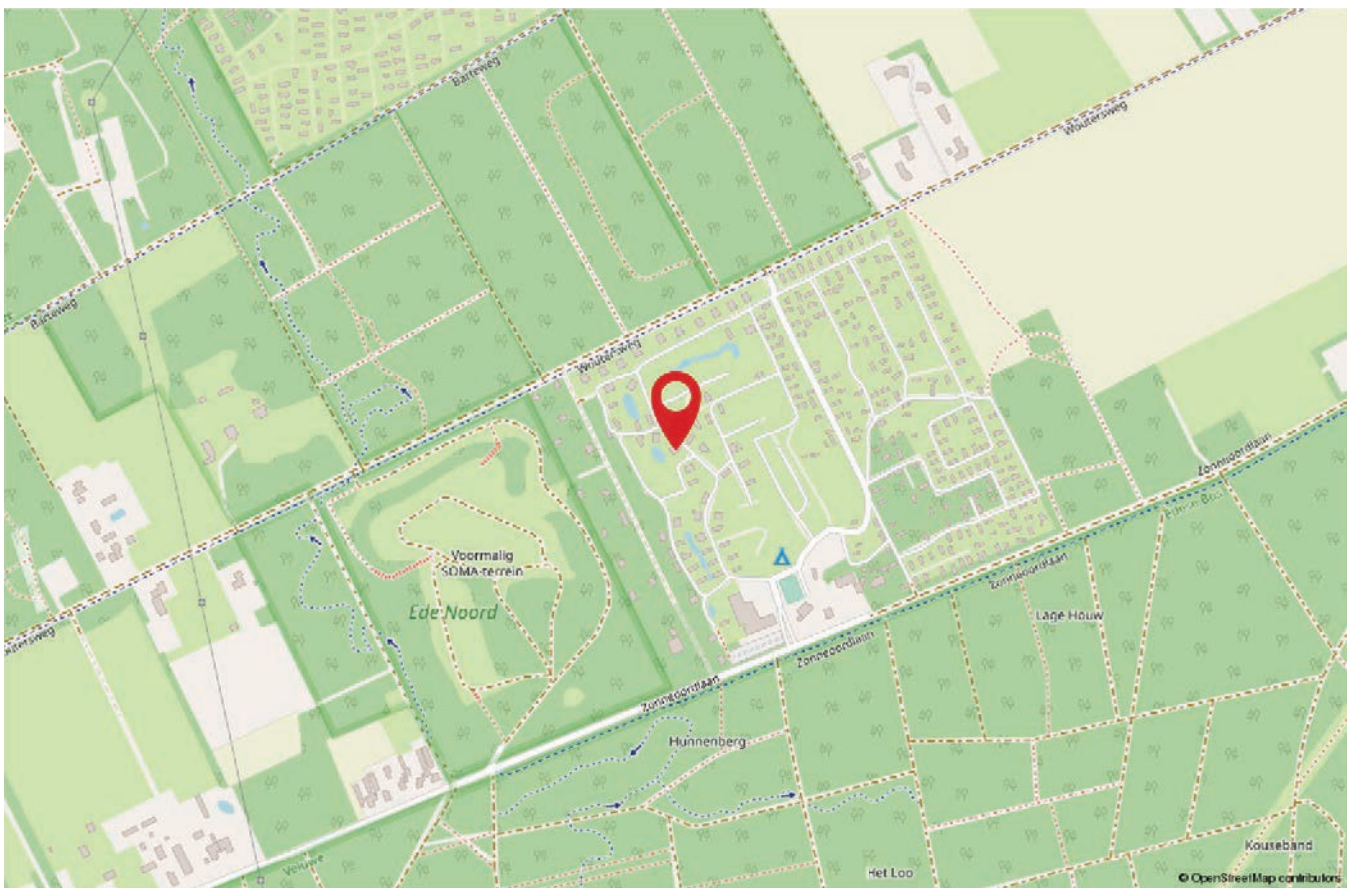 Barteweg
Woutersweg
Barteweg
Woutersweg
Zonneoordlaan
Voormalig
SOMA-terrein
Zonneoordlaan
Ede Noord
Lage Houw
Zonneoordlaan
Zonneoordlaan
Hunnenberg
Kouseband
Veluwe
Het Loo
© OpenStreetMap contributors